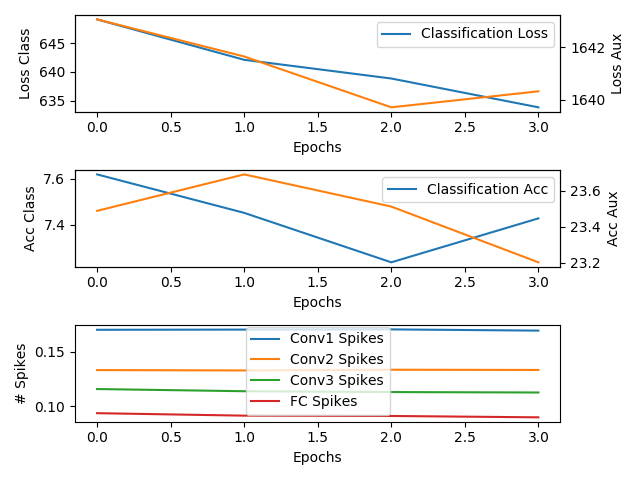 Loss Class
645
640
635
Classification Loss
1642
1640
Loss Aux
0.0 0.5 1.0 1.5 2.0 2.5 3.0
Epochs
Acc Class
7.6
7.4
Classification Acc
23.6
23.4
23.2
Acc Aux
0.0 0.5 1.0 1.5 2.0 2.5 3.0
Epochs
# Spikes
0.15
0.10
Conv1 Spikes
Conv2 Spikes
Conv3 Spikes
FC Spikes
0.0 0.5 1.0 1.5 2.0 2.5 3.0
Epochs